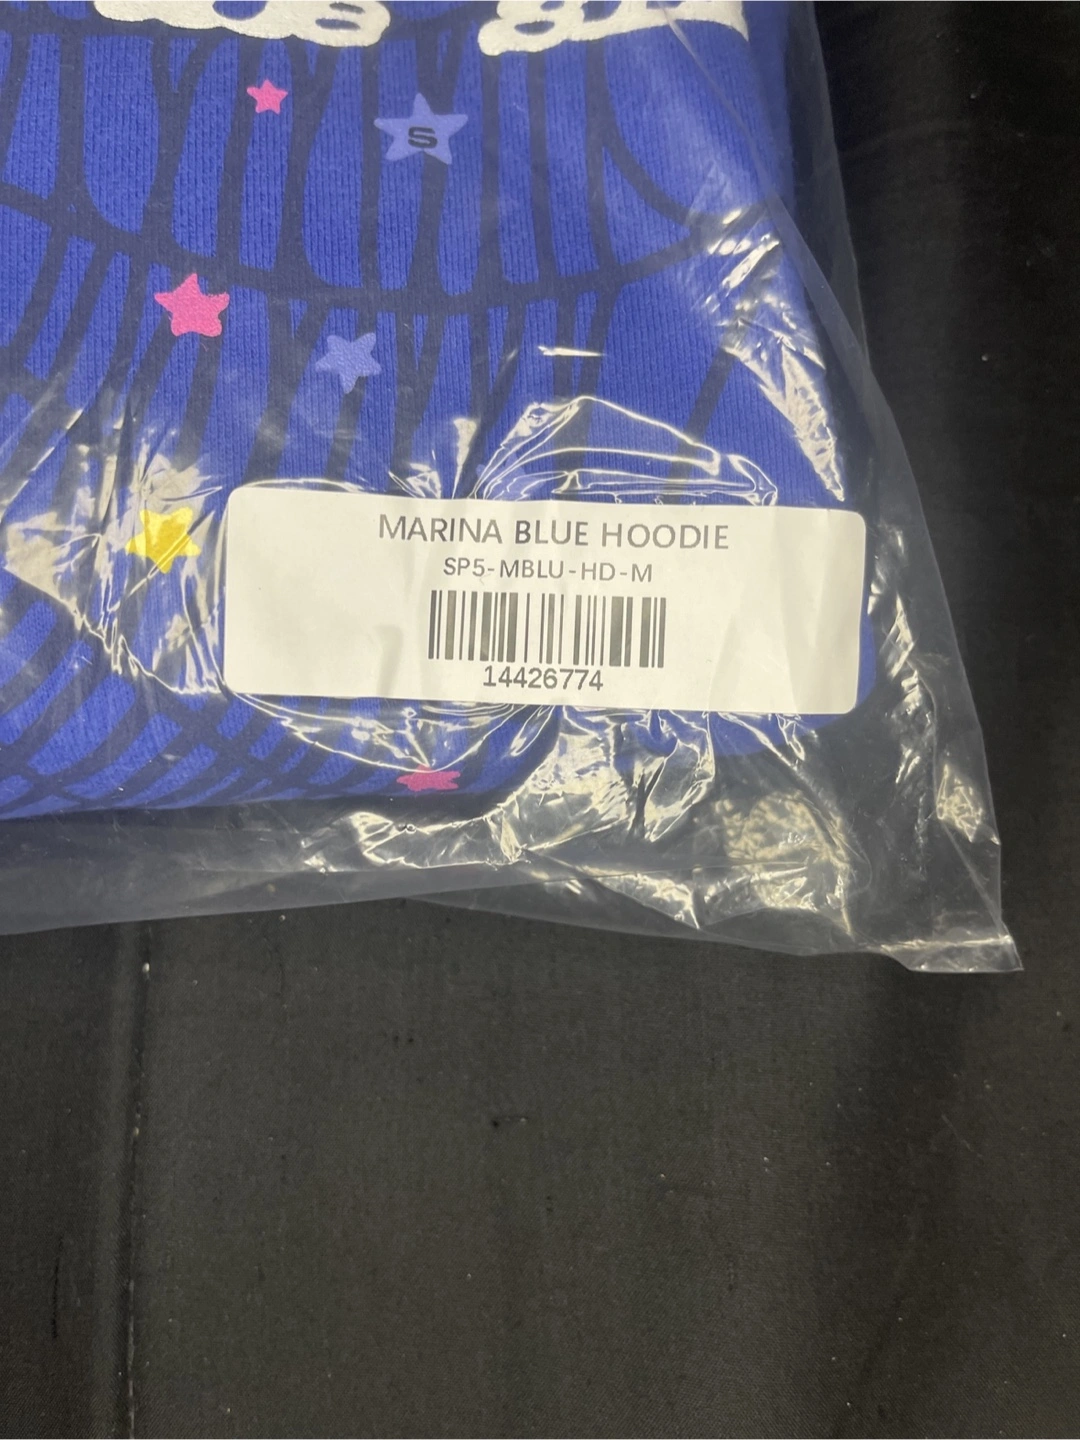 S
MARINA BLUE HOODIE
SP5-MBLU-HD-M
14426774